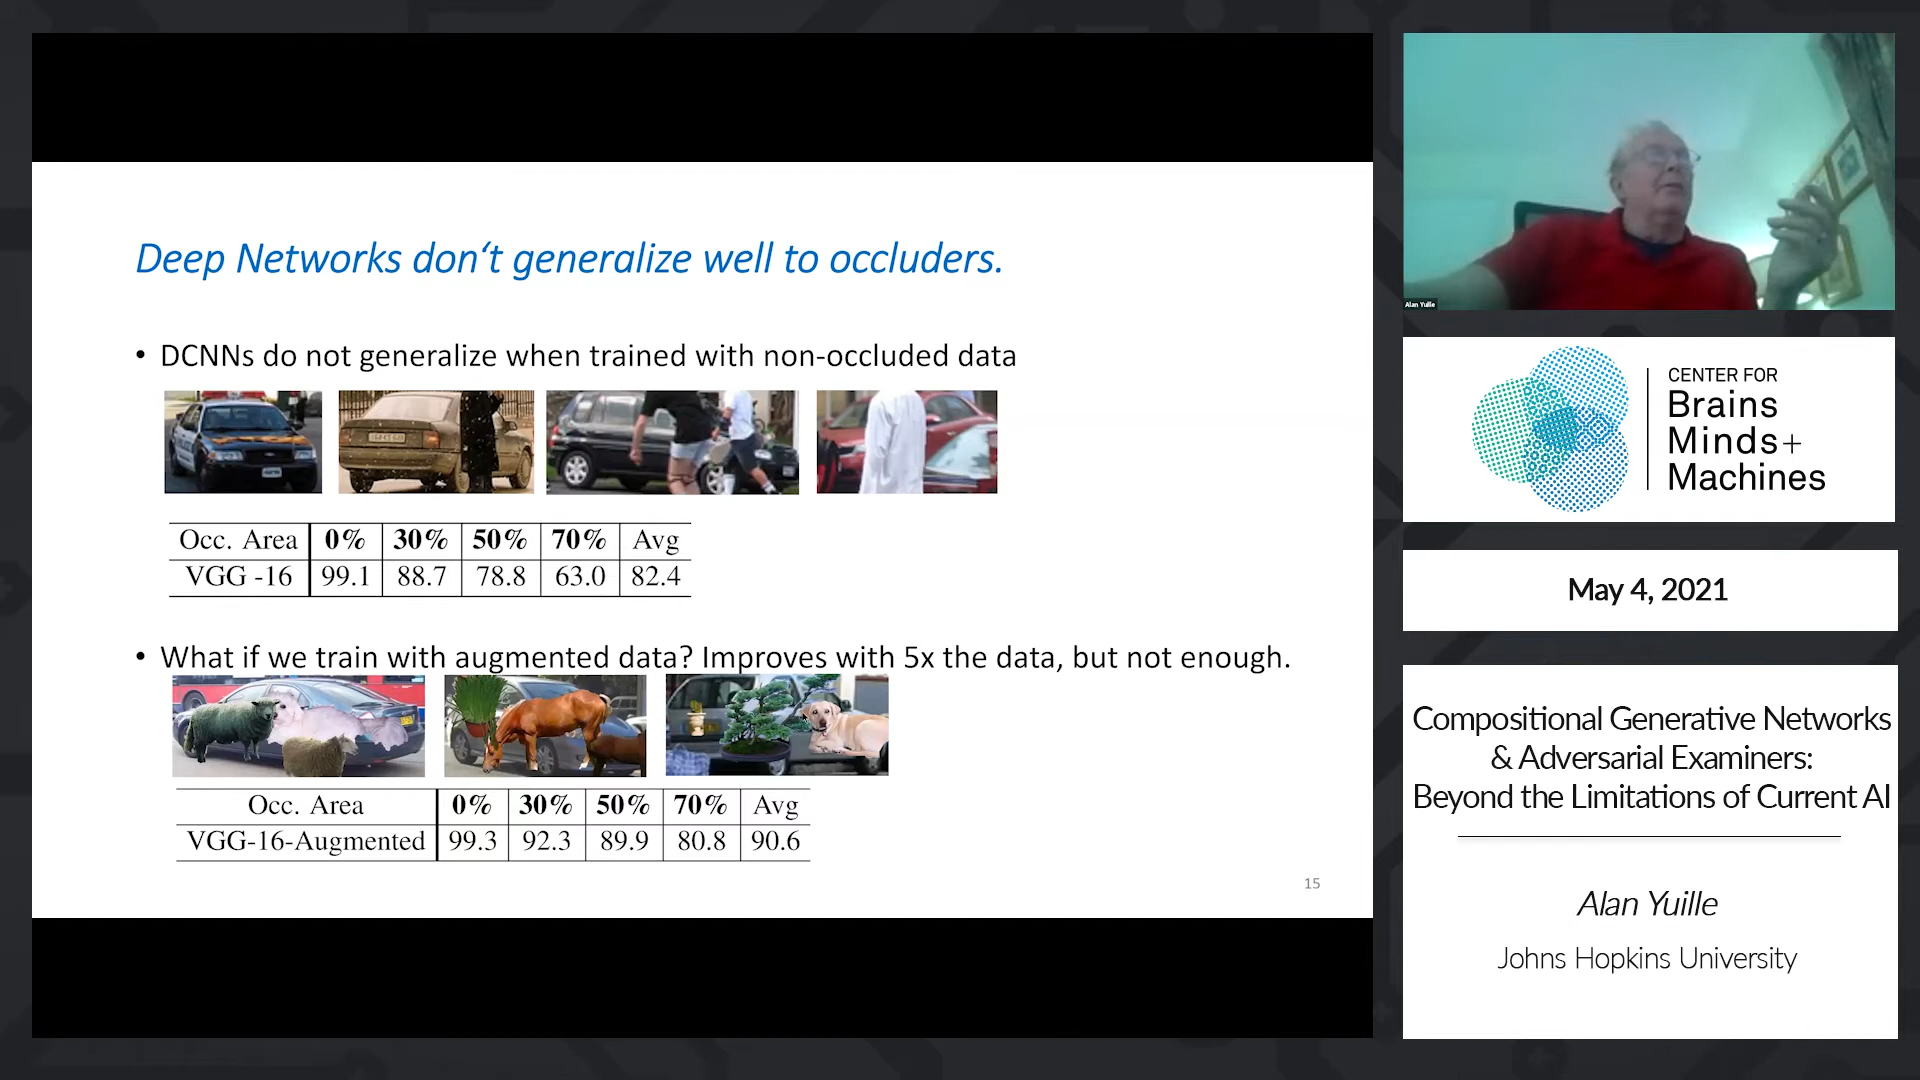 Deep Networks don‘t generalize well to occluders.
• DCNNs do not generalize when trained with non-occluded data
Occ. Area 0% 30% 50% 70% Avg
VGG -16 99.1 88.7 78.8 63.0 82.4
• What if we train with augmented data? Improves with 5x the data, but not enough.
Occ. Area 0% 30% 50% 70% Avg
VGG-16-Augmented 99.3 92.3 89.9 80.8 90.6
15
Alan Yuille
CENTER FOR
Brains
Minds+
Machines
May 4, 2021
Compositional Generative Networks
& Adversarial Examiners:
Beyond the Limitations of Current AI
Alan Yuille
Johns Hopkins University